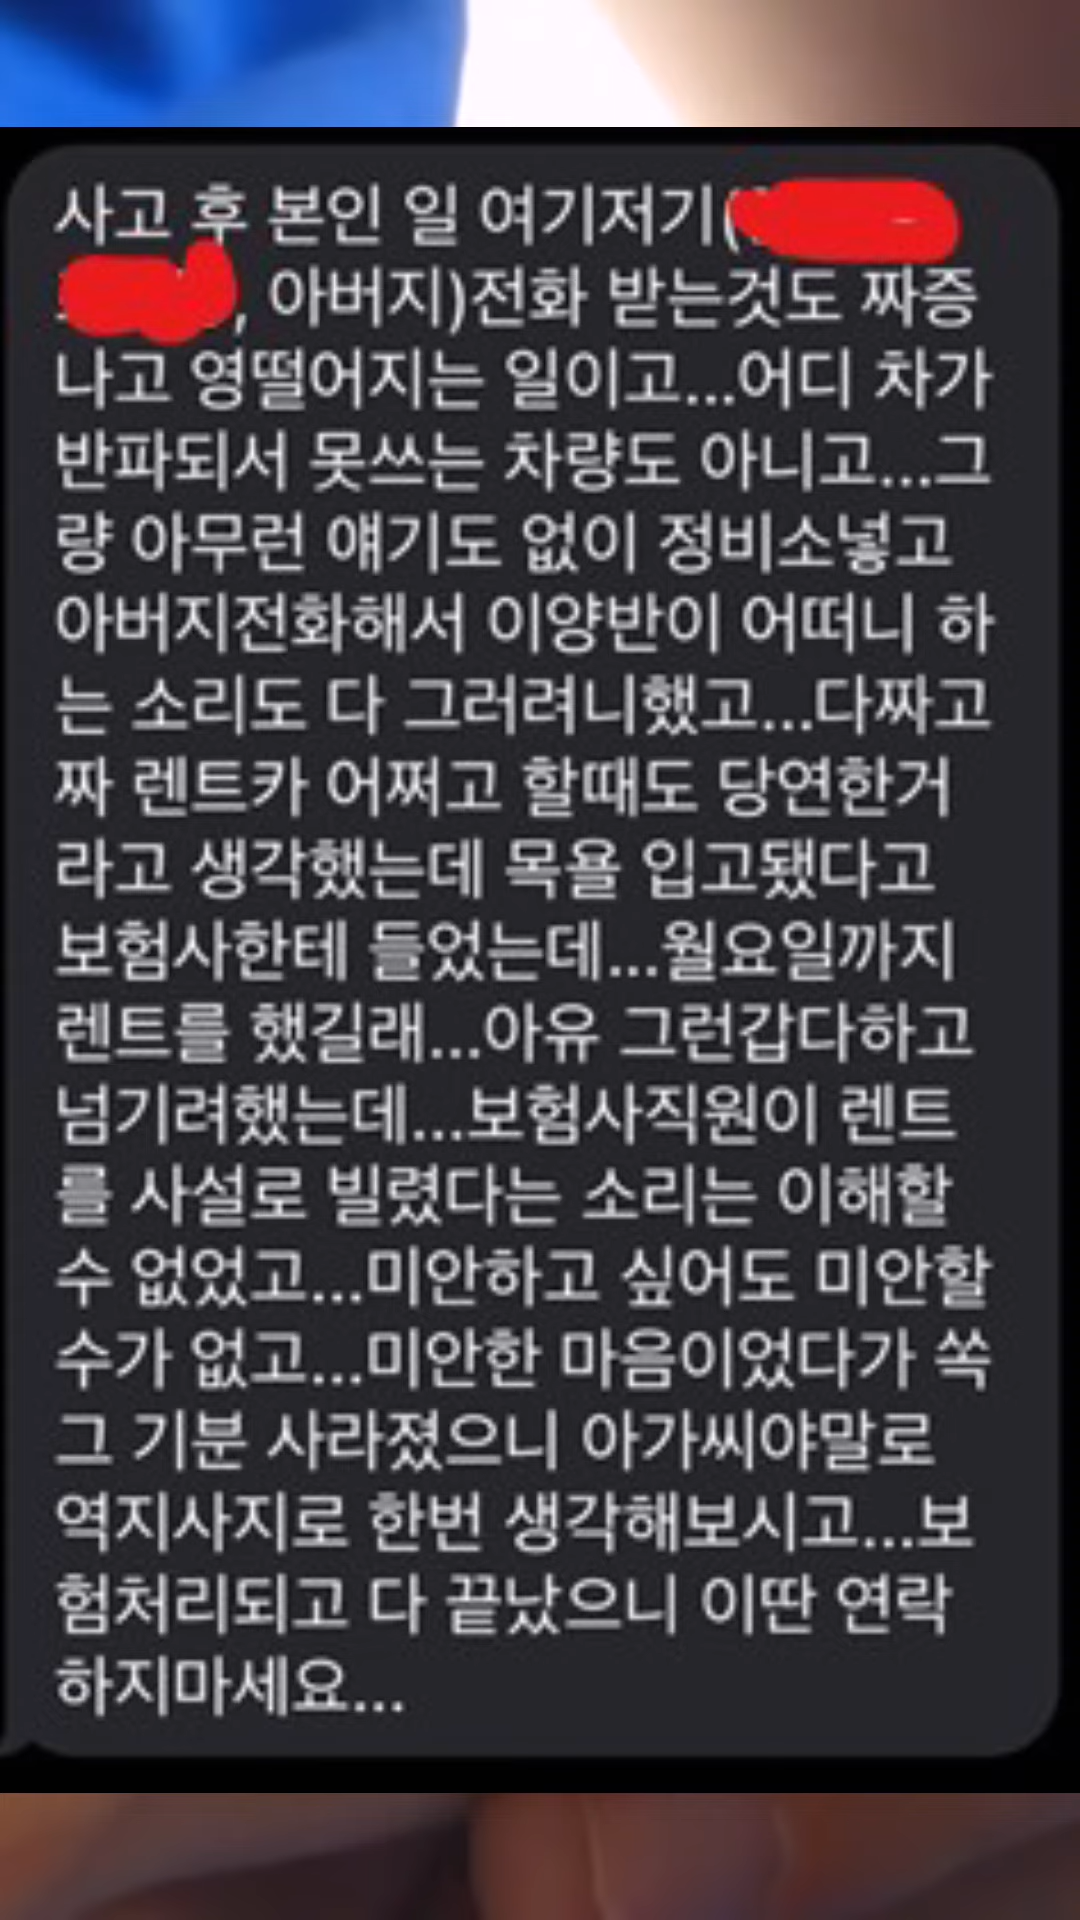 사고 후 본인 일 여기저기(
, 아버지)전화 받는것도 짜증
나고 영떨어지는 일이고...어디 차가
반파되서 못쓰는 차량도 아니고...그
량 아무런 얘기도 없이 정비소넣고
아버지전화해서 이양반이 어떠니 하
는 소리도 다 그러려니했고...다짜고
짜 렌트카 어쩌고 할때도 당연한거
라고 생각했는데 목욜 입고됐다고
보험사한테 들었는데...월요일까지
렌트를 했길래...아유 그런갑다하고
넘기려했는데...보험사직원이 렌트
를 사설로 빌렸다는 소리는 이해할
수 없었고...미안하고 싶어도 미안할
수가 없고...미안한 마음이었다가 쏙
그 기분 사라졌으니 아가씨야말로
역지사지로 한번 생각해보시고...보
험처리되고 다 끝났으니 이딴 연락
하지마세요...